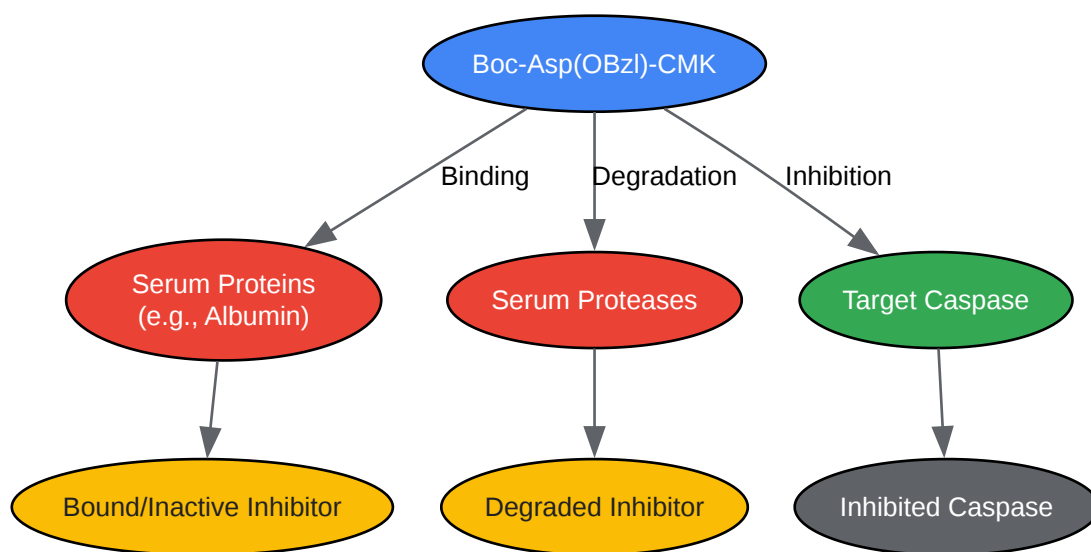 Boc-Asp(OBzl)-CMK
Binding
Degradation
Inhibition
Serum Proteins
(e.g., Albumin)
Serum Proteases
Target Caspase
Bound/Inactive Inhibitor
Degraded Inhibitor
Inhibited Caspase